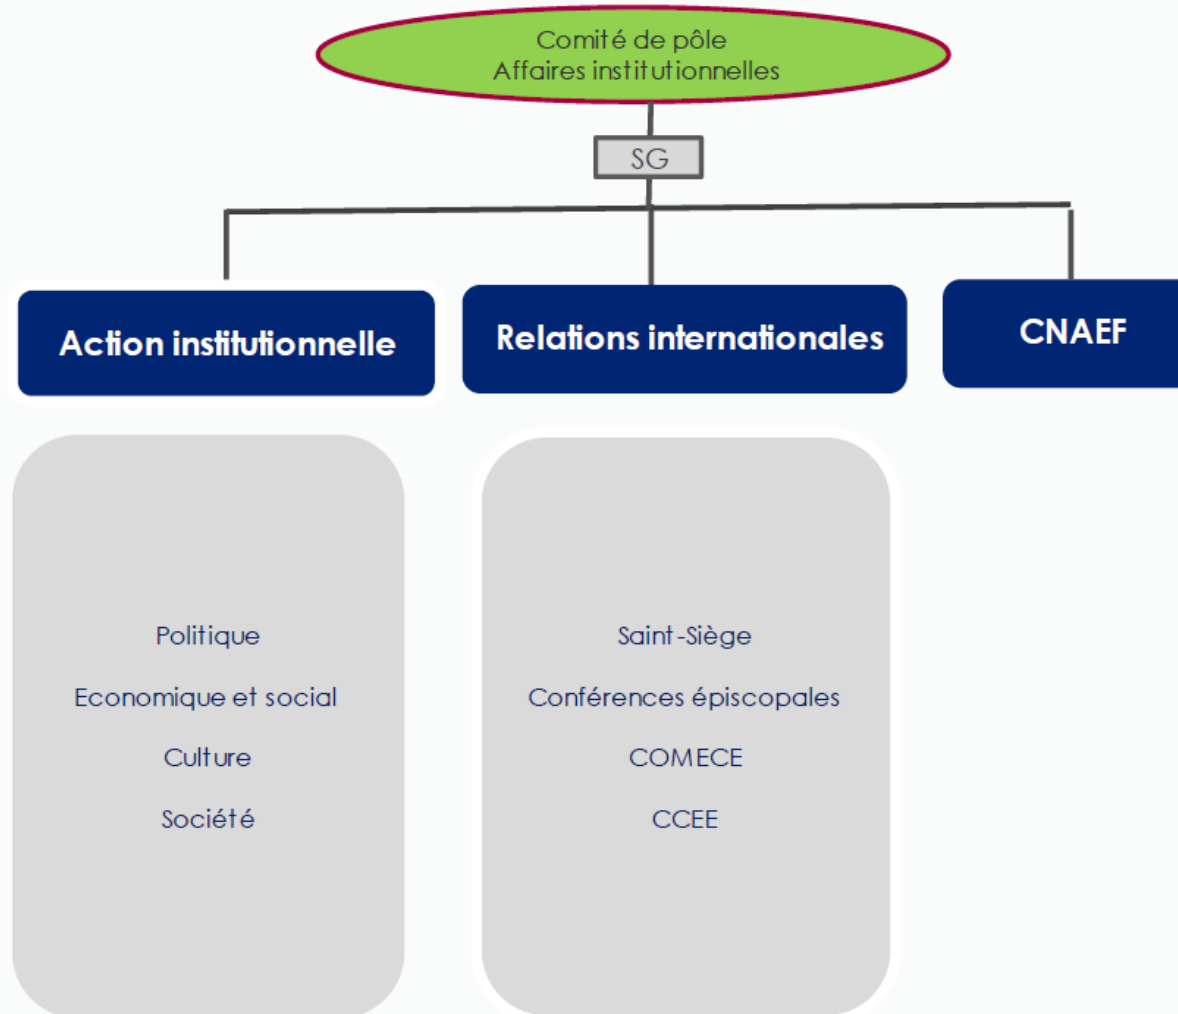 Comité de pôle
Affaires institutionnelles
SG
Action institutionnelle
Relations internationales
CNAEF
Politique
Economique et social
Culture
Société
Saint-Siège
Conférences épiscopales
COMECE
CCEE